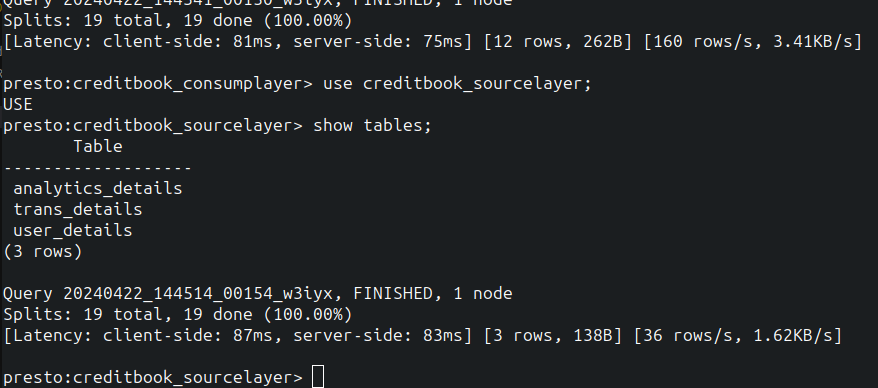 Query 20240422_144341_00150_w3iyx, FINISHED, 1 node
Splits: 19 total, 19 done (100.00%)
[Latency: client-side: 81ms, server-side: 75ms] [12 rows, 262B] [160 rows/s, 3.41KB/s]
presto:creditbook_consumplayer> use creditbook_sourcelayer;
USE
presto:creditbook_sourcelayer> show tables;
Table
-------------------
analytics_details
trans_details
user_details
(3 rows)
Query 20240422_144514_00154_w3iyx, FINISHED, 1 node
Splits: 19 total, 19 done (100.00%)
[Latency: client-side: 87ms, server-side: 83ms] [3 rows, 138B] [36 rows/s, 1.62KB/s]
presto:creditbook_sourcelayer>